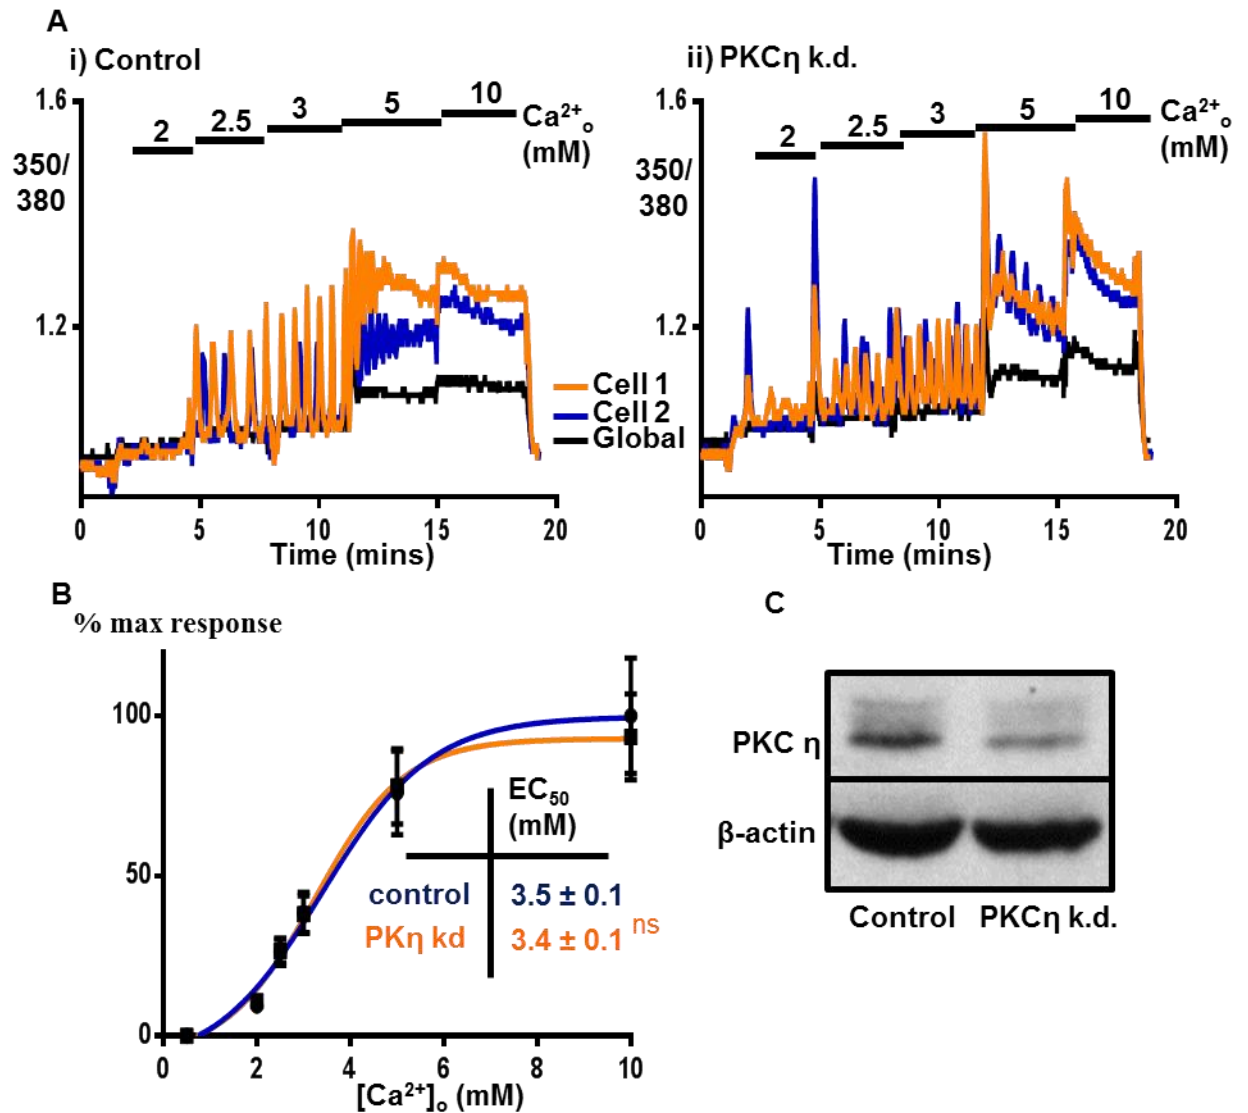 A
i) Control
1.6
350/
380
1.2
2
2.5
3
5
10
Ca²⁺ₒ
(mM)
0
5
10
15
20
Time (mins)
Cell 1
Cell 2
Global
ii) PKCη k.d.
1.6
350/
380
1.2
2
2.5
3
5
10
Ca²⁺ₒ
(mM)
0
5
10
15
20
Time (mins)
B
% max response
100
50
0
EC₅₀
(mM)
control 3.5 ± 0.1
PKη kd 3.4 ± 0.1 ns
0
2
4
6
8
10
[Ca²⁺]ₒ (mM)
C
PKC η
β-actin
Control PKCη k.d.